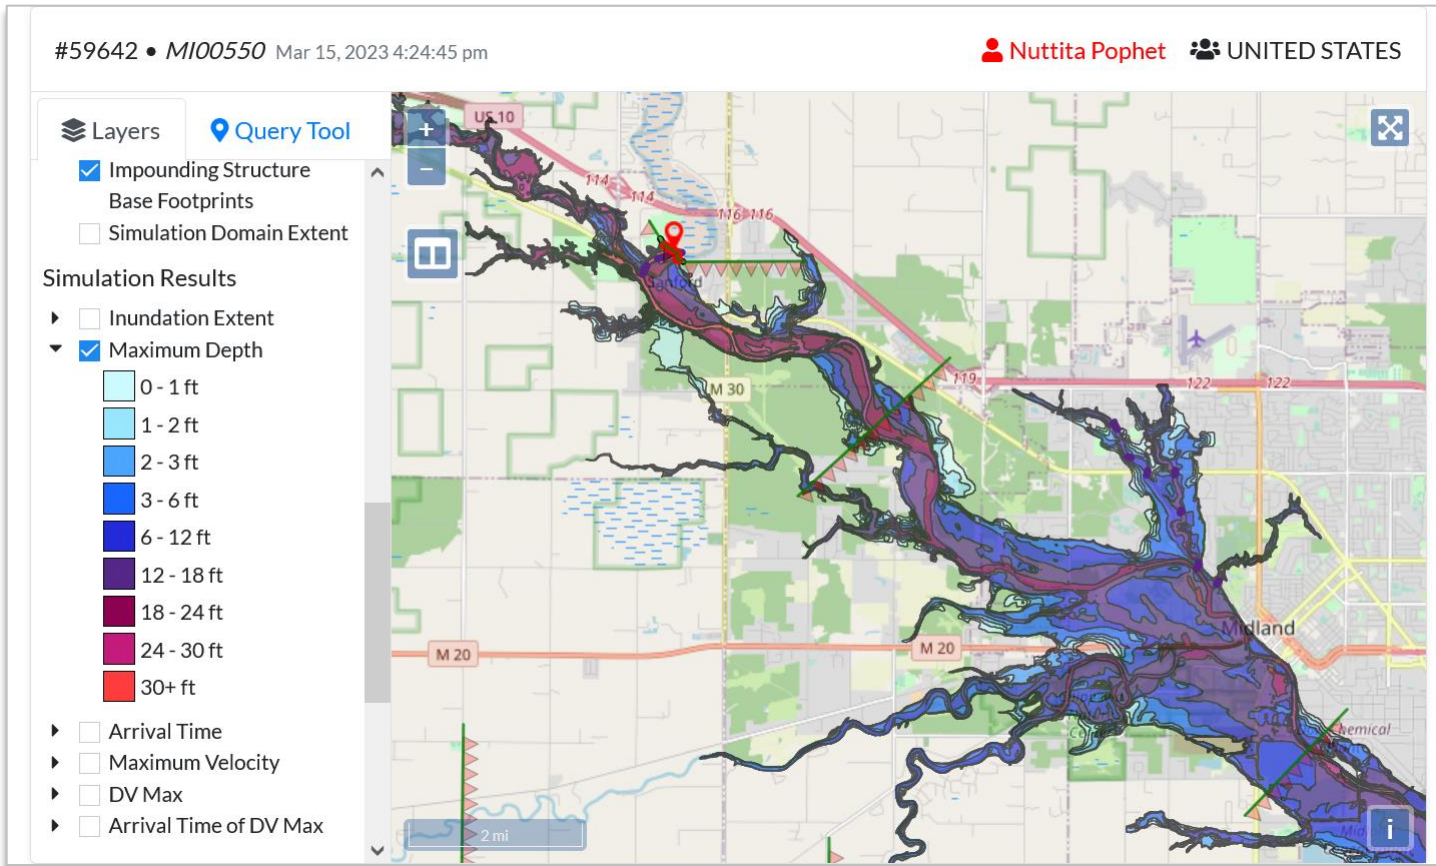 #59642 • MI00550 Mar 15, 2023 4:24:45 pm
Nuttita Pophet
UNITED STATES
Layers
Query Tool
Impounding Structure
Base Footprints
Simulation Domain Extent
Simulation Results
Inundation Extent
Maximum Depth
0 - 1 ft
1 - 2 ft
2 - 3 ft
3 - 6 ft
6 - 12 ft
12 - 18 ft
18 - 24 ft
24 - 30 ft
30+ ft
Arrival Time
Maximum Velocity
DV Max
Arrival Time of DV Max
+
−
US 10
114
114
116 116
Sanford
M 30
119
122
122
M 20
M 20
Midland
Chemical
2 mi
i